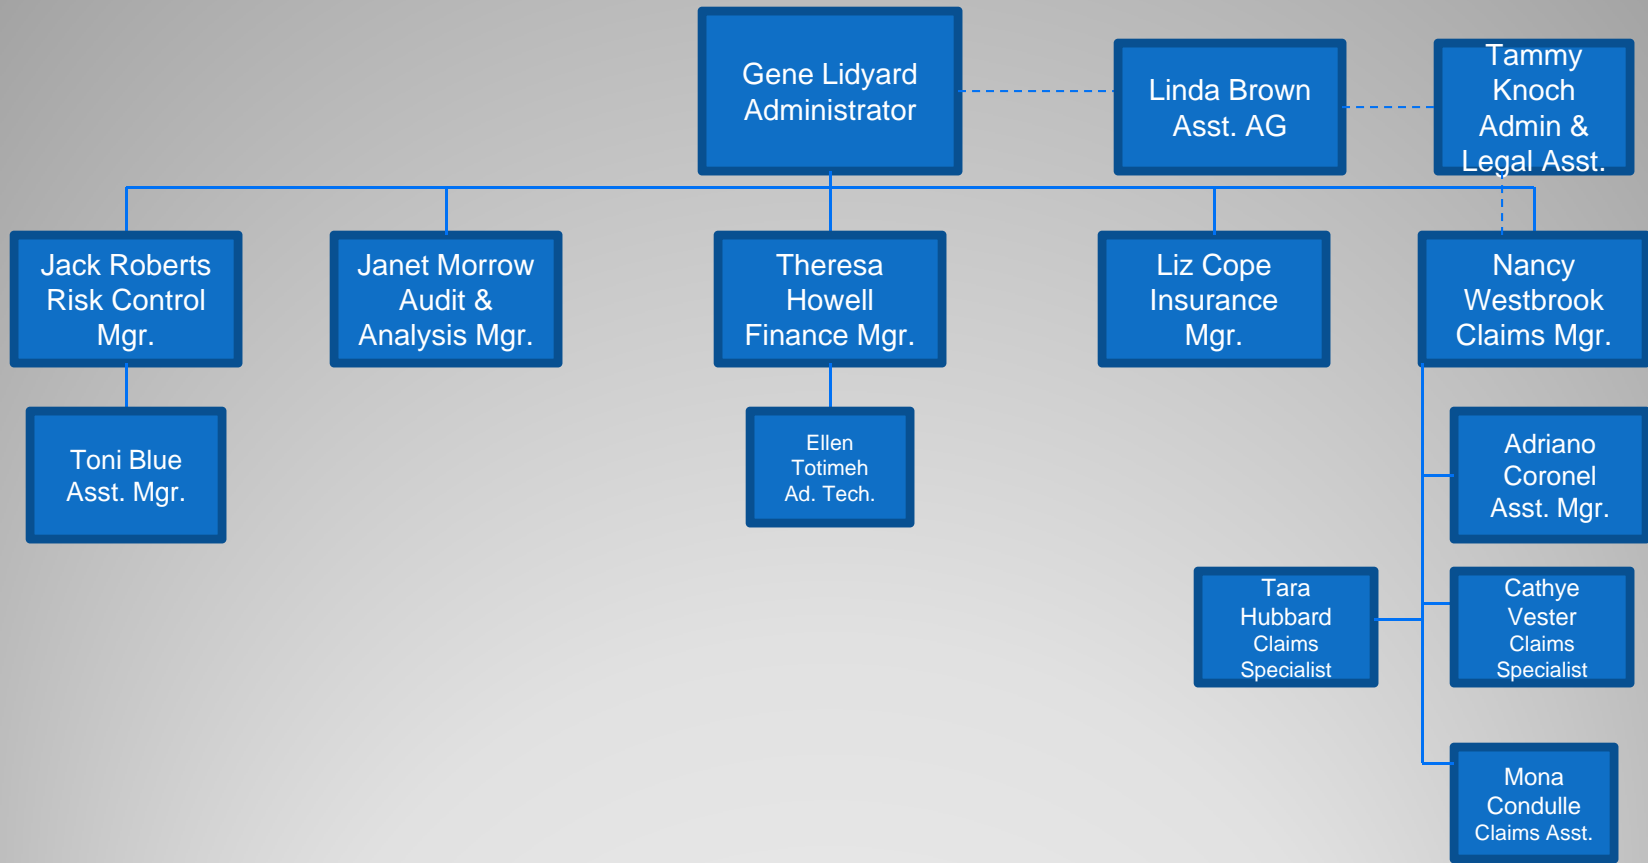 Gene Lidyard
Administrator
Linda Brown
Asst. AG
Tammy
Knoch
Admin &
Legal Asst.
Jack Roberts
Risk Control
Mgr.
Janet Morrow
Audit &
Analysis Mgr.
Theresa
Howell
Finance Mgr.
Liz Cope
Insurance
Mgr.
Nancy
Westbrook
Claims Mgr.
Toni Blue
Asst. Mgr.
Ellen
Totimeh
Ad. Tech.
Adriano
Coronel
Asst. Mgr.
Tara
Hubbard
Claims
Specialist
Cathye
Vester
Claims
Specialist
Mona
Condulle
Claims Asst.